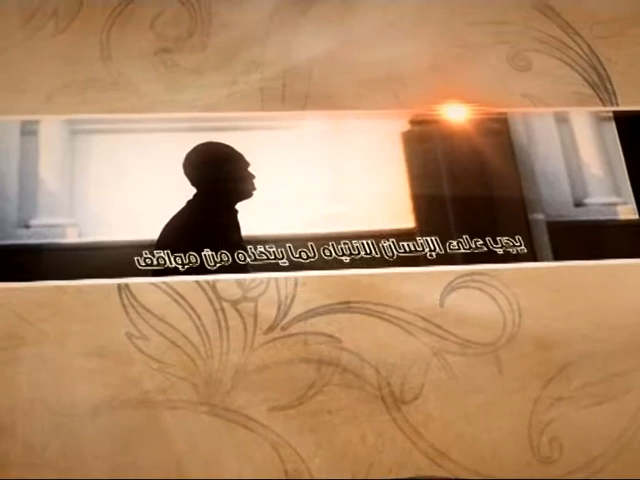 يجب على الإنسان الانتباه لما يتخذه من مواقف